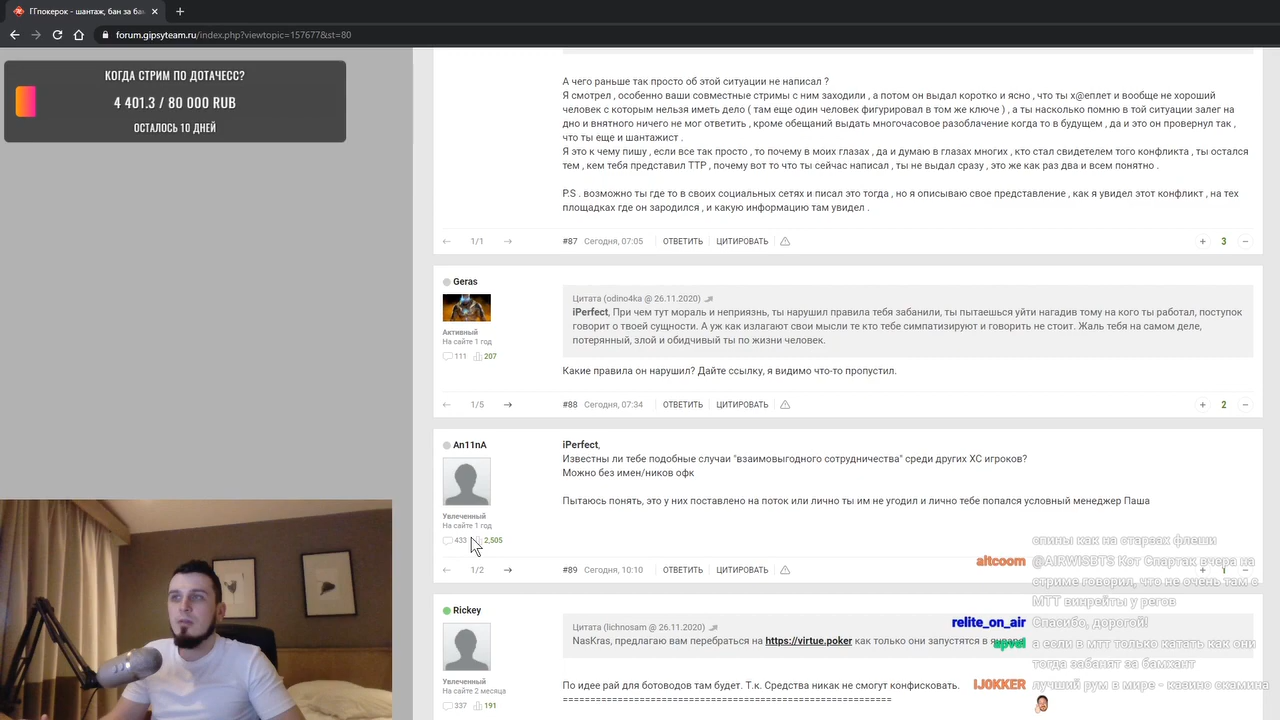 ГГпокерок - шантаж, бан за ба
forum.gipsyteam.ru/index.php?viewtopic=157677&st=80
КОГДА СТРИМ ПО ДОТАЧЕСС?
4 401.3 / 80 000 RUB
ОСТАЛОСЬ 10 ДНЕЙ
А чего раньше так просто об этой ситуации не написал ?
Я смотрел , особенно ваши совместные стримы с ним заходили , а потом он выдал коротко и ясно , что ты х@еплет и вообще не хороший
человек с которым нельзя иметь дело ( там еще один человек фигурировал в том же ключе ) , а ты насколько помню в той ситуации залег на
дно и внятного ничего не мог ответить , кроме обещаний выдать многочасовое разоблачение когда то в будущем , да и это он провернул так ,
что ты еще и шантажист .
Я это к чему пишу , если все так просто , то почему в моих глазах , да и думаю в глазах многих , кто стал свидетелем того конфликта , ты остался
тем , кем тебя представил ТТР , почему вот то что ты сейчас написал , ты не выдал сразу , это же как раз два и всем понятно .
P.S . возможно ты где то в своих социальных сетях и писал это тогда , но я описываю свое представление , как я увидел этот конфликт , на тех
площадках где он зародился , и какую информацию там увидел .
← 1/1 → #87 Сегодня, 07:05 ОТВЕТИТЬ ЦИТИРОВАТЬ + 3 −
Geras
Активный
На сайте 1 год
111 207
Цитата (odino4ka @ 26.11.2020)
iPerfect, При чем тут мораль и неприязнь, ты нарушил правила тебя забанили, ты пытаешься уйти нагадив тому на кого ты работал, поступок
говорит о твоей сущности. А уж как излагают свои мысли те кто тебе симпатизируют и говорить не стоит. Жаль тебя на самом деле,
потерянный, злой и обидчивый ты по жизни человек.
Какие правила он нарушил? Дайте ссылку, я видимо что-то пропустил.
← 1/5 → #88 Сегодня, 07:34 ОТВЕТИТЬ ЦИТИРОВАТЬ + 2 −
An11nA
Увлеченный
На сайте 1 год
433 2,505
iPerfect,
Известны ли тебе подобные случаи "взаимовыгодного сотрудничества" среди других ХС игроков?
Можно без имен/ников офк
Пытаюсь понять, это у них поставлено на поток или лично ты им не угодил и лично тебе попался условный менеджер Паша
← 1/2 → #89 Сегодня, 10:10 ОТВЕТИТЬ ЦИТИРОВАТЬ
Rickey
Увлеченный
На сайте 2 месяца
337 191
Цитата (lichnosam @ 26.11.2020)
NasKras, предлагаю вам перебраться на https://virtue.poker как только они запустятся в январе
По идее рай для ботоводов там будет. Т.к. Средства никак не смогут конфисковать.
спины как на старзах флеши
altcoom @AIRWISBTS Кот Спартак вчера на
стриме говорил, что не очень там с
МТТ винрейты у регов
relite_on_air Спасибо, дорогой!
а если в мтт только катать как они
тогда забанят за бамхант
IJ0KKER лучший рум в мире - казино скамина